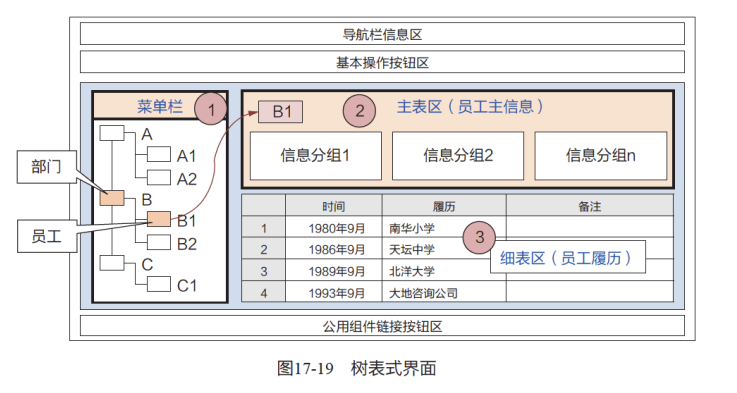 导航栏信息区
基本操作按钮区
菜单栏
1
A
A1
A2
B
B1
B2
C
C1
部门
员工
B1
2
主表区（员工主信息）
信息分组1
信息分组2
信息分组n
时间 履历 备注
1 1980年9月 南华小学
2 1986年9月 天坛中学
3 1989年9月 北洋大学
4 1993年9月 大地咨询公司
3
细表区（员工履历）
公用组件链接按钮区
图17-19 树表式界面